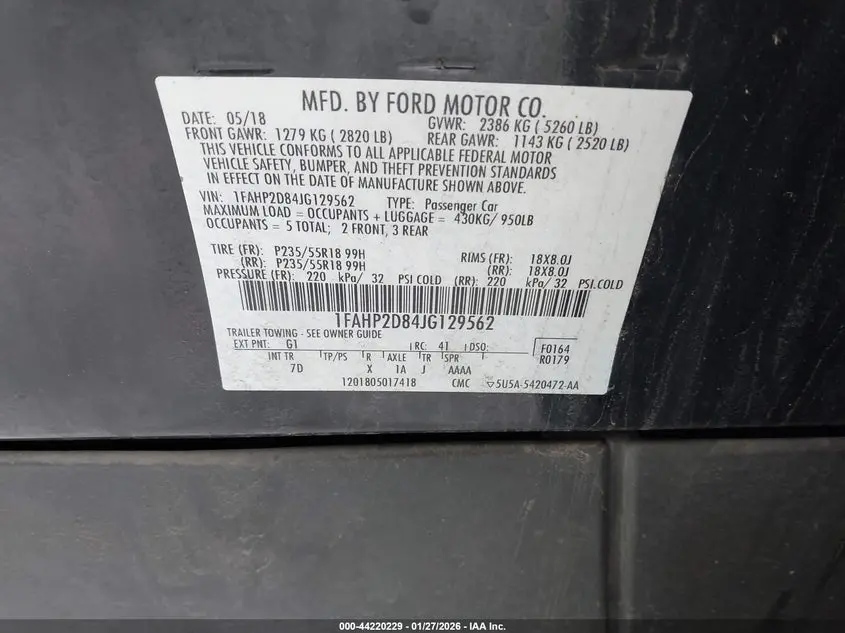 MFD. BY FORD MOTOR CO.
DATE: 05/18 GVWR: 2386 KG ( 5260 LB)
FRONT GAWR: 1279 KG ( 2820 LB) REAR GAWR: 1143 KG ( 2520 LB)
THIS VEHICLE CONFORMS TO ALL APPLICABLE FEDERAL MOTOR
VEHICLE SAFETY, BUMPER, AND THEFT PREVENTION STANDARDS
IN EFFECT ON THE DATE OF MANUFACTURE SHOWN ABOVE.
VIN: 1FAHP2D84JG129562 TYPE: Passenger Car
MAXIMUM LOAD = OCCUPANTS + LUGGAGE = 430KG/ 950LB
OCCUPANTS = 5 TOTAL; 2 FRONT, 3 REAR
TIRE (FR): P235/55R18 99H RIMS (FR): 18X8.0J
(RR): P235/55R18 99H (RR): 18X8.0J
PRESSURE (FR): 220 kPa/ 32 PSI COLD (RR): 220 kPa/ 32 PSI.COLD
1FAHP2D84JG129562
TRAILER TOWING - SEE OWNER GUIDE
EXT PNT: G1 RC: 41 DSO: F0164
INT TR TP/PS R AXLE TR SPR R0179
7D X 1A J AAAA
1201805017418 CMC ▽5U5A-5420472-AA
000-44220229 — 01/27/2026 — IAA Inc.